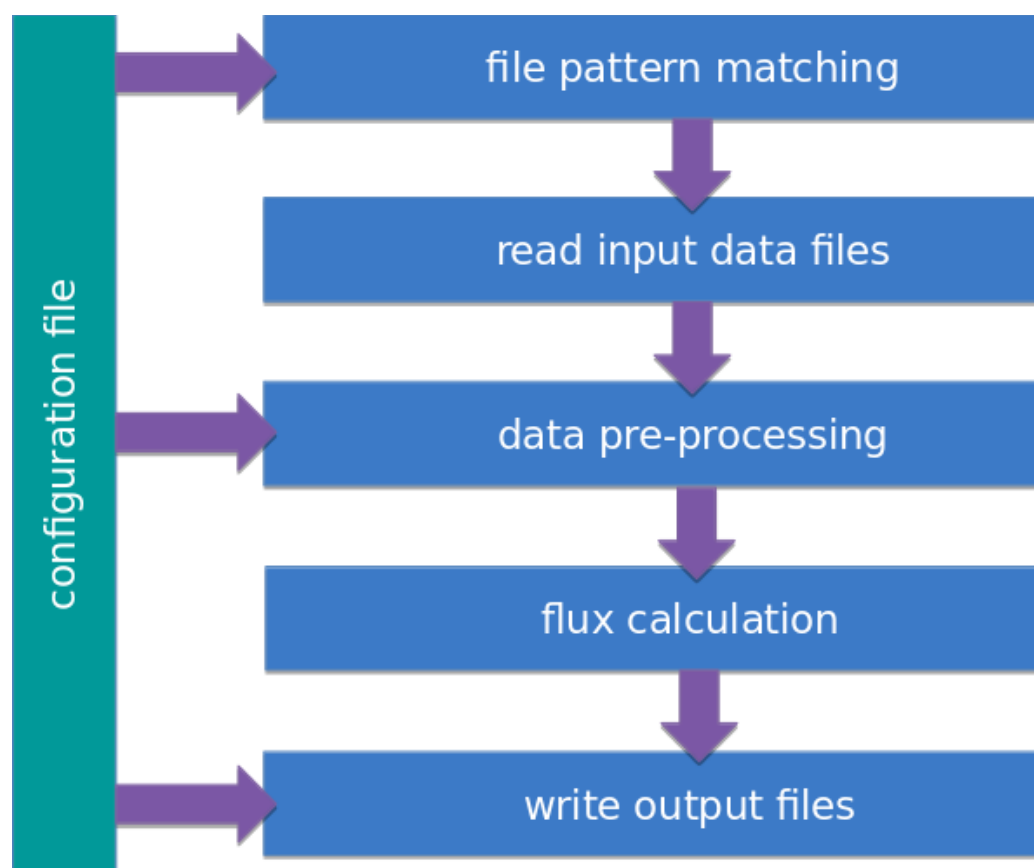 configuration file
file pattern matching
read input data files
data pre-processing
flux calculation
write output files